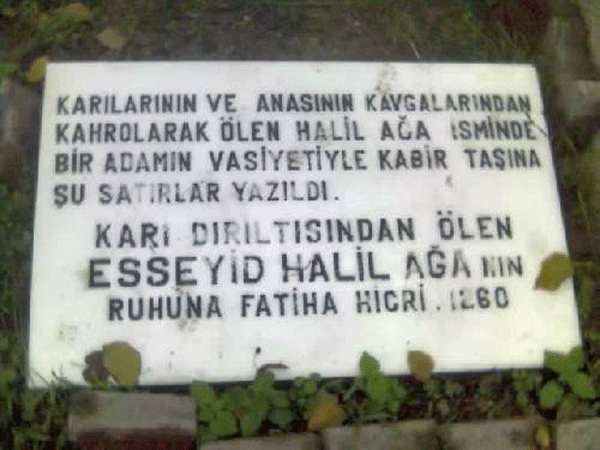 KARILARININ VE ANASININ KAVGALARINDAN
KAHROLARAK ÖLEN HALİL AĞA İSMİNDE
BİR ADAMIN VASİYETİYLE KABİR TAŞINA
ŞU SATIRLAR YAZILDI.
KARI DIRILTISINDAN ÖLEN
ESSEYİD HALİL AĞA NIN
RUHUNA FATİHA HİCRİ. 1260